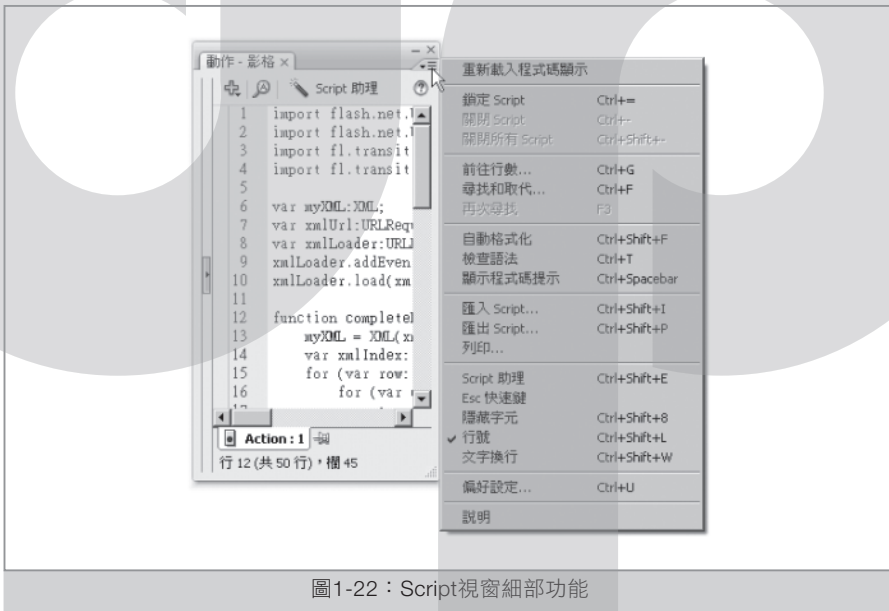 動作 - 影格 ×
Script 助理
1 import flash.net.
2 import flash.net.
3 import fl.transit
4 import fl.transit
5
6 var myXML:XML;
7 var xmlUrl:URLReq
8 var xmlLoader:URL
9 xmlLoader.addEven
10 xmlLoader.load(xm
11
12 function complete
13 myXML = XML(x
14 var xmlIndex:
15 for (var row:
16 for (var
Action : 1
行 12 (共 50 行),欄 45
重新載入程式碼顯示
鎖定 Script Ctrl+=
關閉 Script Ctrl+-
關閉所有 Script Ctrl+Shift+-
前往行數... Ctrl+G
尋找和取代... Ctrl+F
再次尋找 F3
自動格式化 Ctrl+Shift+F
檢查語法 Ctrl+T
顯示程式碼提示 Ctrl+Spacebar
匯入 Script... Ctrl+Shift+I
匯出 Script... Ctrl+Shift+P
列印...
Script 助理 Ctrl+Shift+E
Esc 快速鍵
隱藏字元 Ctrl+Shift+8
✓ 行號 Ctrl+Shift+L
文字換行 Ctrl+Shift+W
偏好設定... Ctrl+U
說明
圖1-22:Script視窗細部功能